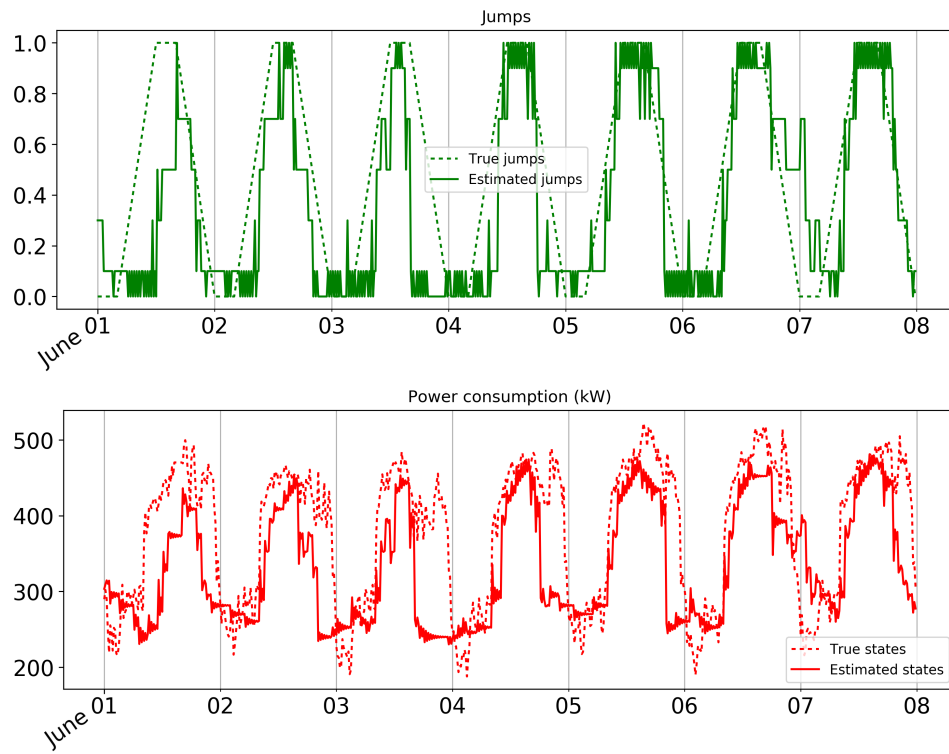 Jumps
1.0
0.8
0.6
0.4
0.2
0.0
True jumps
Estimated jumps
01 02 03 04 05 06 07 08
June
Power consumption (kW)
500
400
300
200
True states
Estimated states
01 02 03 04 05 06 07 08
June